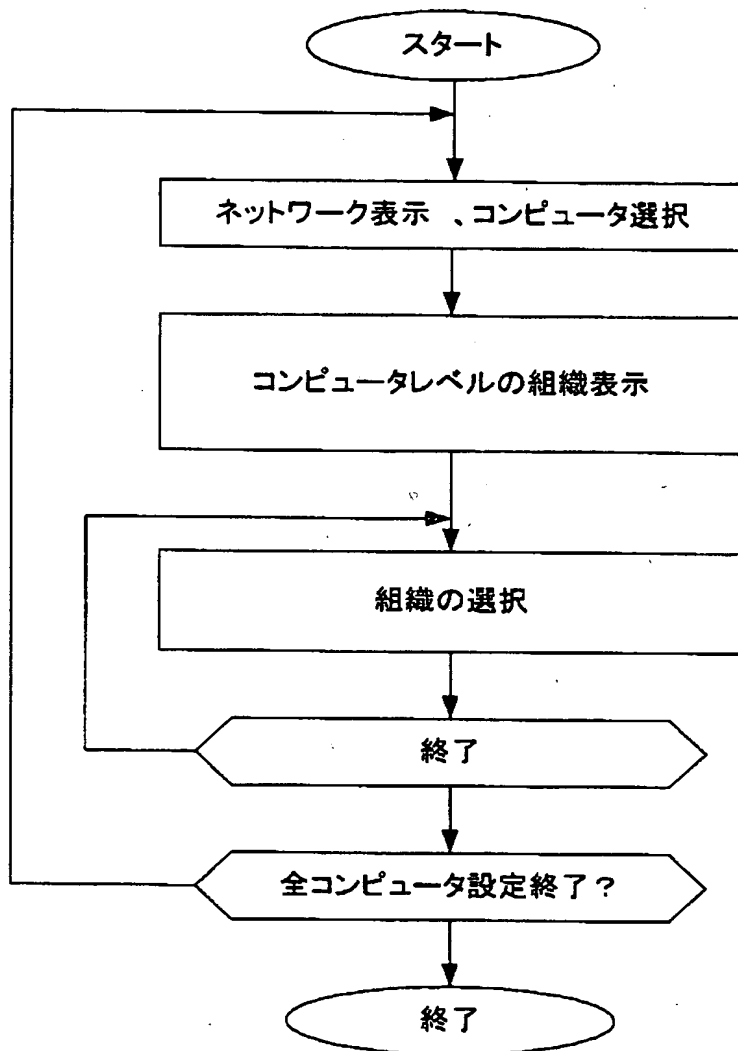 スタート
ネットワーク表示 、コンピュータ選択
コンピュータレベルの組織表示
組織の選択
終了
全コンピュータ設定終了？
終了